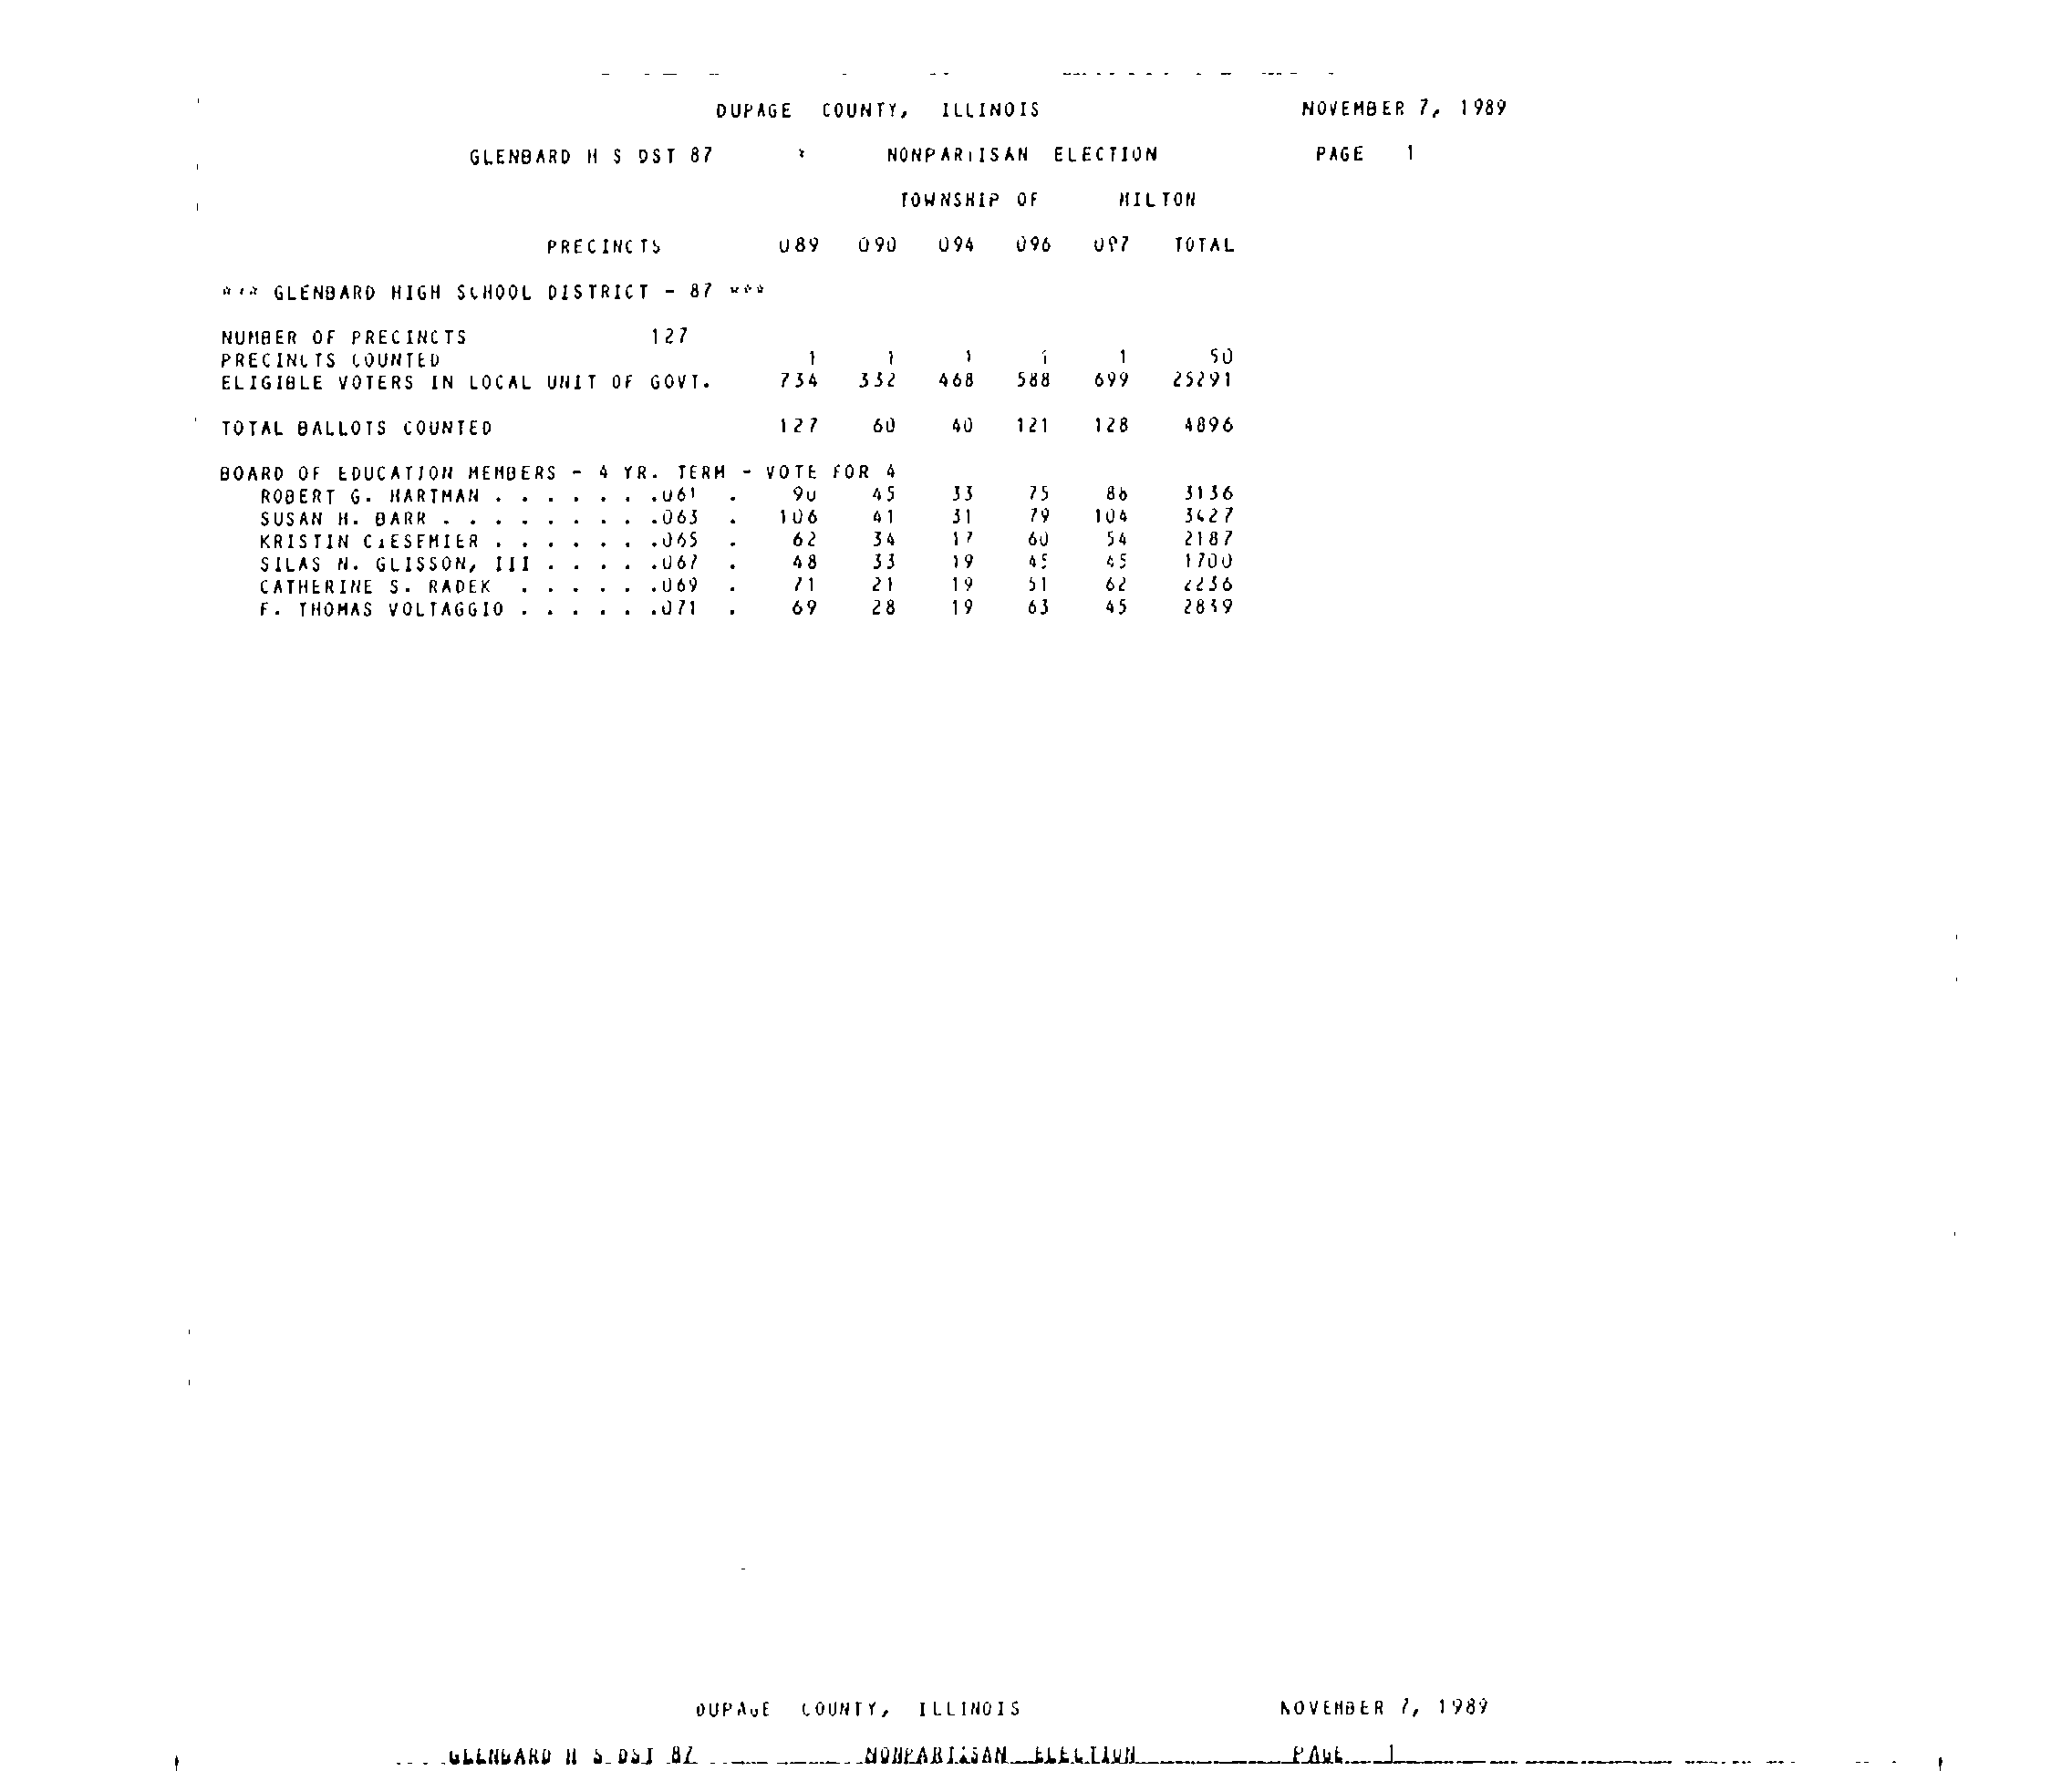 DUPAGE COUNTY, ILLINOIS NOVEMBER 7, 1989
GLENBARD H S DST 87 * NONPARTISAN ELECTION PAGE 1
TOWNSHIP OF MILTON
PRECINCTS 089 090 094 096 097 TOTAL
*** GLENBARD HIGH SCHOOL DISTRICT - 87 ***
NUMBER OF PRECINCTS 127
PRECINCTS COUNTED 1 1 1 1 1 50
ELIGIBLE VOTERS IN LOCAL UNIT OF GOVT. 734 332 468 588 699 25291
TOTAL BALLOTS COUNTED 127 60 40 121 128 4896
BOARD OF EDUCATION MEMBERS - 4 YR. TERM - VOTE FOR 4
ROBERT G. HARTMAN . . . . . . .061 . 90 45 33 75 86 3136
SUSAN H. BARR . . . . . . . . .063 . 106 41 31 79 104 3427
KRISTIN CIESEMIER . . . . . . .065 . 62 34 17 60 54 2187
SILAS N. GLISSON, III . . . . .067 . 48 33 19 45 45 1700
CATHERINE S. RADEK . . . . . .069 . 71 21 19 51 62 2236
F. THOMAS VOLTAGGIO . . . . . .071 . 69 28 19 63 45 2839
DUPAGE COUNTY, ILLINOIS NOVEMBER 7, 1989
GLENBARD H S DST 87 NONPARTISAN ELECTION PAGE 1